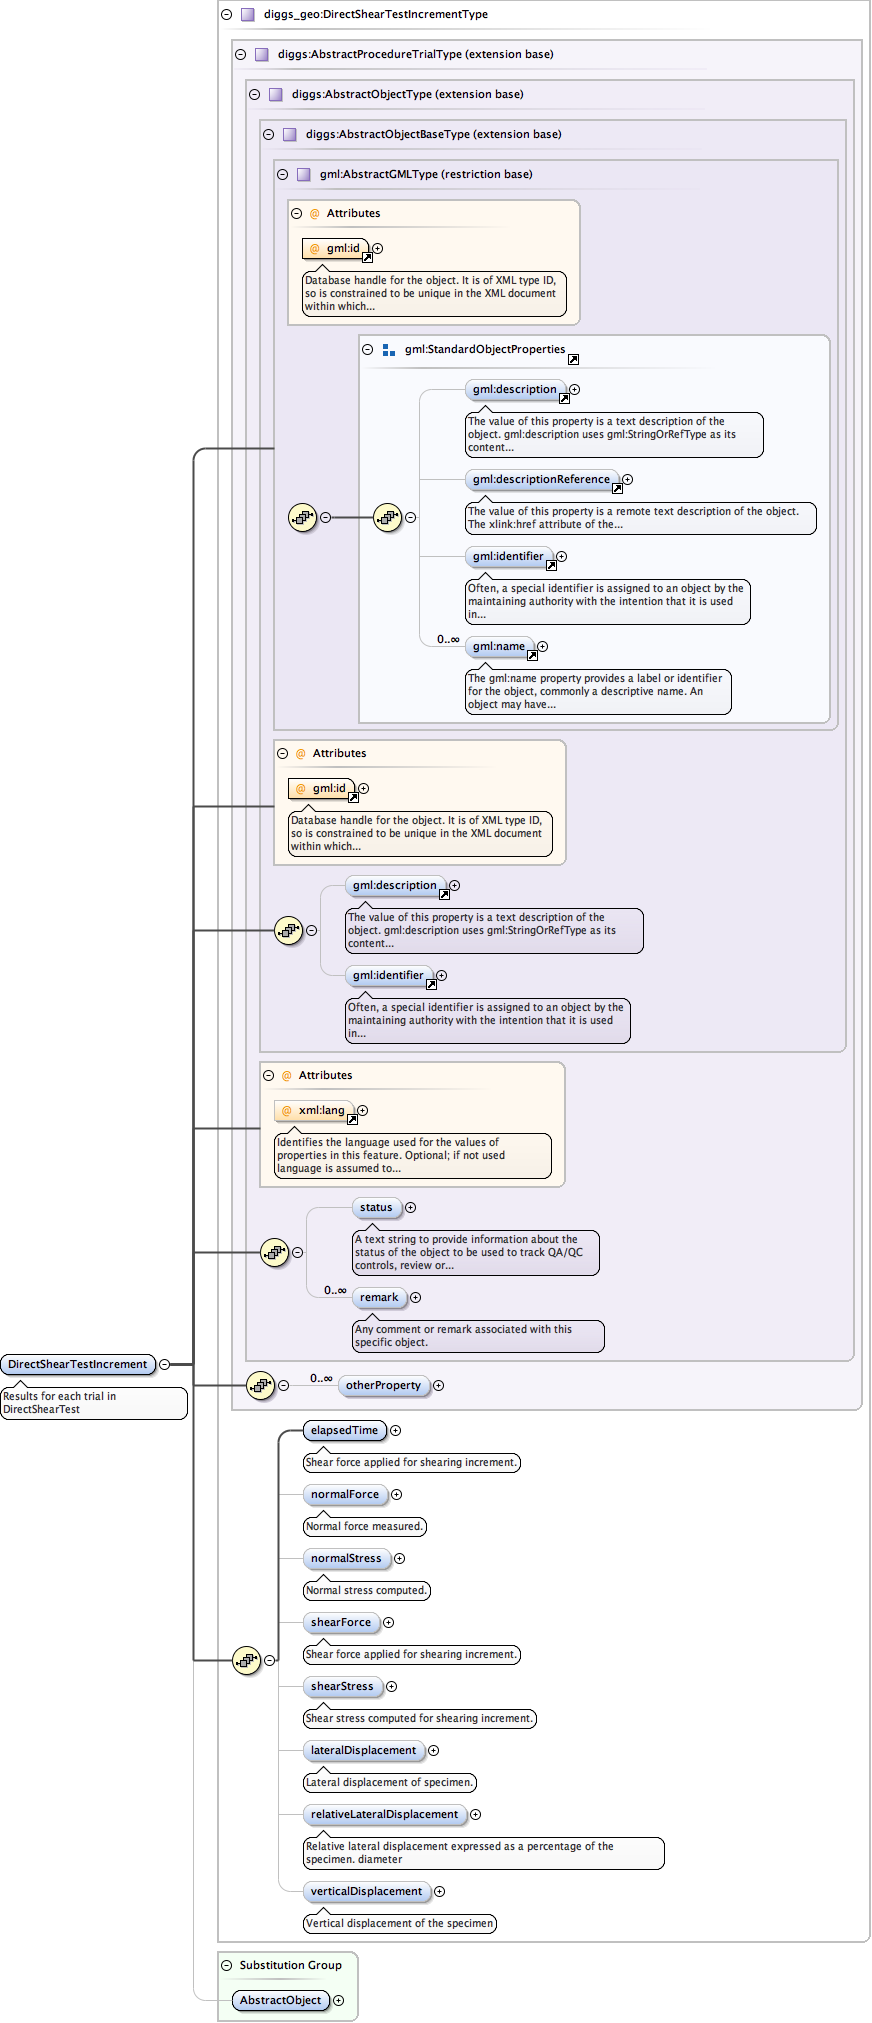 diggs_geo:DirectShearTestIncrementType
diggs:AbstractProcedureTrialType (extension base)
diggs:AbstractObjectType (extension base)
diggs:AbstractObjectBaseType (extension base)
gml:AbstractGMLType (restriction base)
@ Attributes
@ gml:id
Database handle for the object. It is of XML type ID,
so is constrained to be unique in the XML document
within which...
gml:StandardObjectProperties
gml:description
The value of this property is a text description of the
object. gml:description uses gml:StringOrRefType as its
content...
gml:descriptionReference
The value of this property is a remote text description of the object.
The xlink:href attribute of the...
gml:identifier
Often, a special identifier is assigned to an object by the
maintaining authority with the intention that it is used
in...
0..∞
gml:name
The gml:name property provides a label or identifier
for the object, commonly a descriptive name. An
object may have...
@ Attributes
@ gml:id
Database handle for the object. It is of XML type ID,
so is constrained to be unique in the XML document
within which...
gml:description
The value of this property is a text description of the
object. gml:description uses gml:StringOrRefType as its
content...
gml:identifier
Often, a special identifier is assigned to an object by the
maintaining authority with the intention that it is used
in...
@ Attributes
@ xml:lang
Identifies the language used for the values of
properties in this feature. Optional; if not used
language is assumed to...
status
A text string to provide information about the
status of the object to be used to track QA/QC
controls, review or...
0..∞
remark
Any comment or remark associated with this
specific object.
DirectShearTestIncrement
Results for each trial in
DirectShearTest
0..∞
otherProperty
elapsedTime
Shear force applied for shearing increment.
normalForce
Normal force measured.
normalStress
Normal stress computed.
shearForce
Shear force applied for shearing increment.
shearStress
Shear stress computed for shearing increment.
lateralDisplacement
Lateral displacement of specimen.
relativeLateralDisplacement
Relative lateral displacement expressed as a percentage of the
specimen. diameter
verticalDisplacement
Vertical displacement of the specimen
Substitution Group
AbstractObject